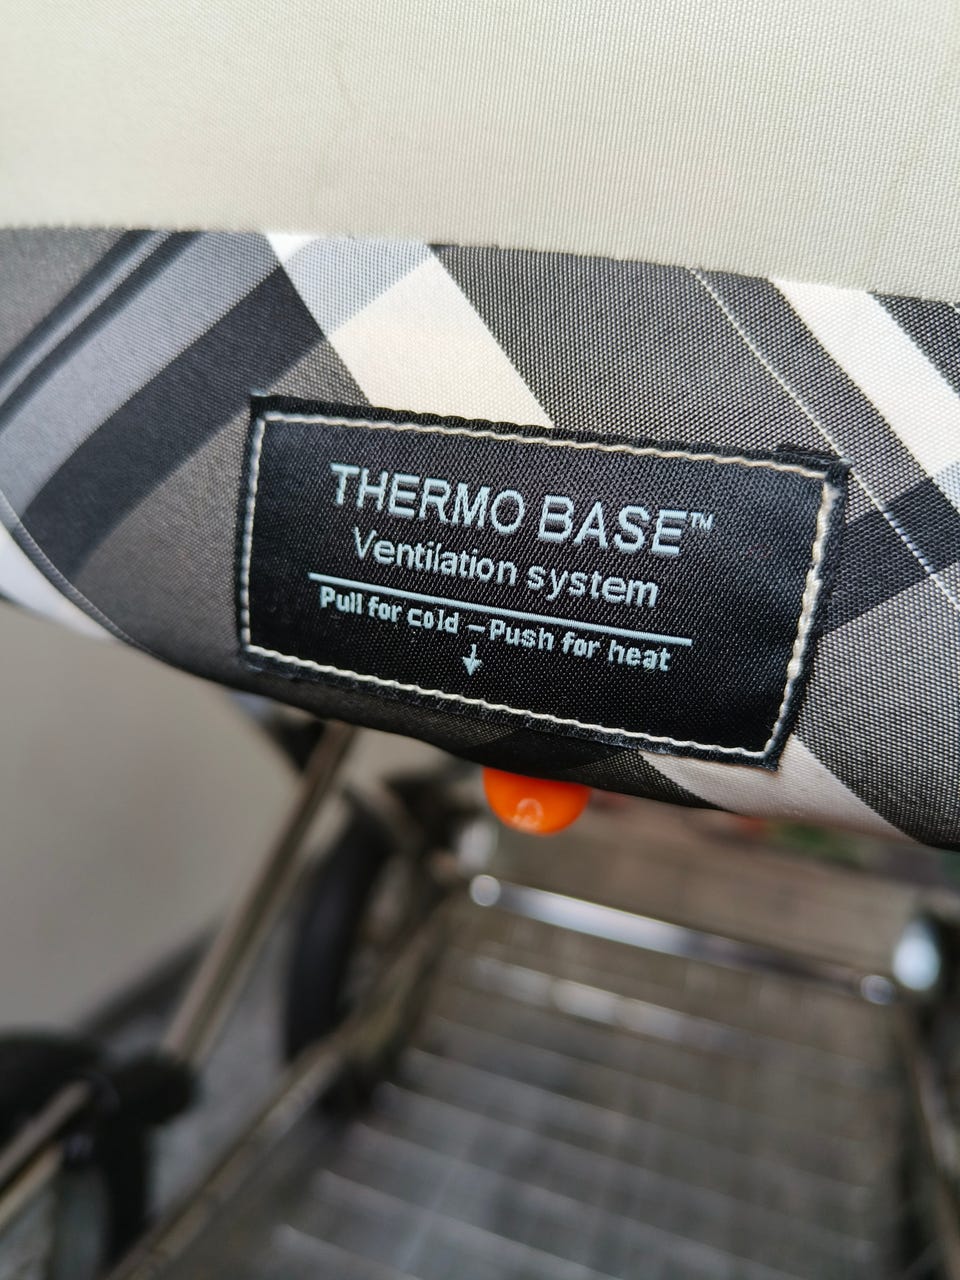 THERMO BASE™
Ventilation system
Pull for cold – Push for heat
↓